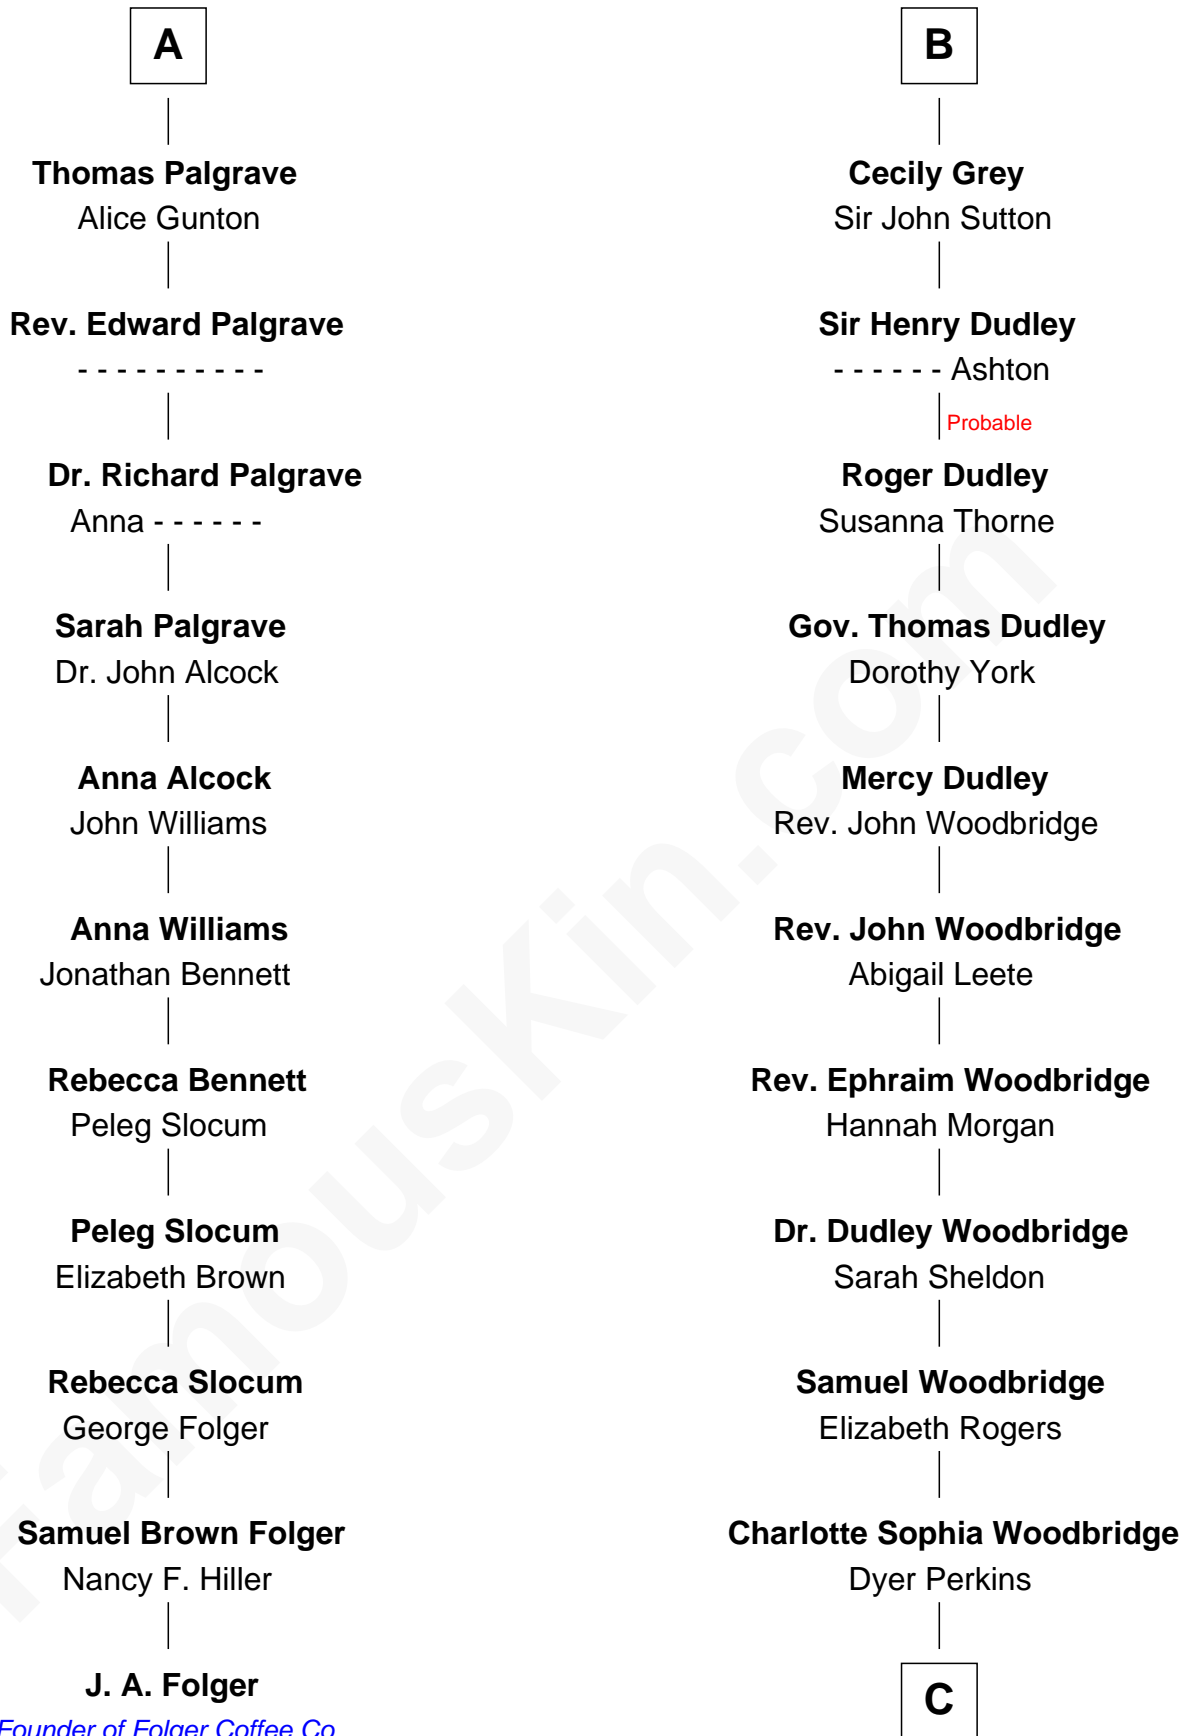 A
Thomas Palgrave
Alice Gunton
Rev. Edward Palgrave
- - - - - - - - - -
Dr. Richard Palgrave
Anna - - - - - -
Sarah Palgrave
Dr. John Alcock
Anna Alcock
John Williams
Anna Williams
Jonathan Bennett
Rebecca Bennett
Peleg Slocum
Peleg Slocum
Elizabeth Brown
Rebecca Slocum
George Folger
Samuel Brown Folger
Nancy F. Hiller
J. A. Folger
Founder of Folger Coffee Co
B
Cecily Grey
Sir John Sutton
Sir Henry Dudley
- - - - - - Ashton
Probable
Roger Dudley
Susanna Thorne
Gov. Thomas Dudley
Dorothy York
Mercy Dudley
Rev. John Woodbridge
Rev. John Woodbridge
Abigail Leete
Rev. Ephraim Woodbridge
Hannah Morgan
Dr. Dudley Woodbridge
Sarah Sheldon
Samuel Woodbridge
Elizabeth Rogers
Charlotte Sophia Woodbridge
Dyer Perkins
C
FamousKin.com